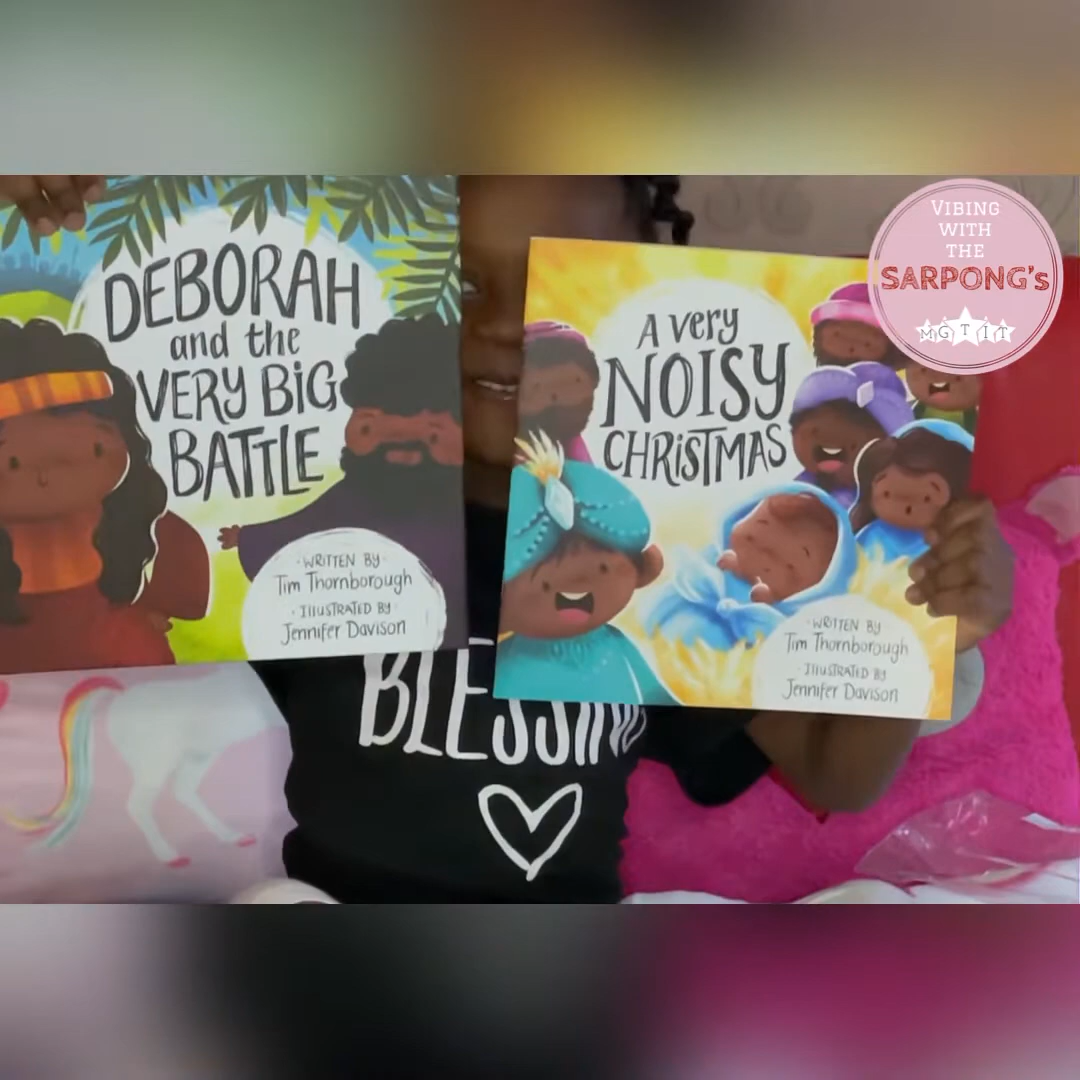 DEBORAH
and the
VERY BiG
BATTLE
· WRITTEN BY ·
Tim Thornborough
· ILLUSTRATED BY
Jennifer Davison
A very
NOISY
CHRiSTMAS
· WRITTEN BY
Tim Thornborough
· ILLUSTRATED BY
Jennifer Davison
VIBING
WITH
THE
SARPONG'S
MGTIT